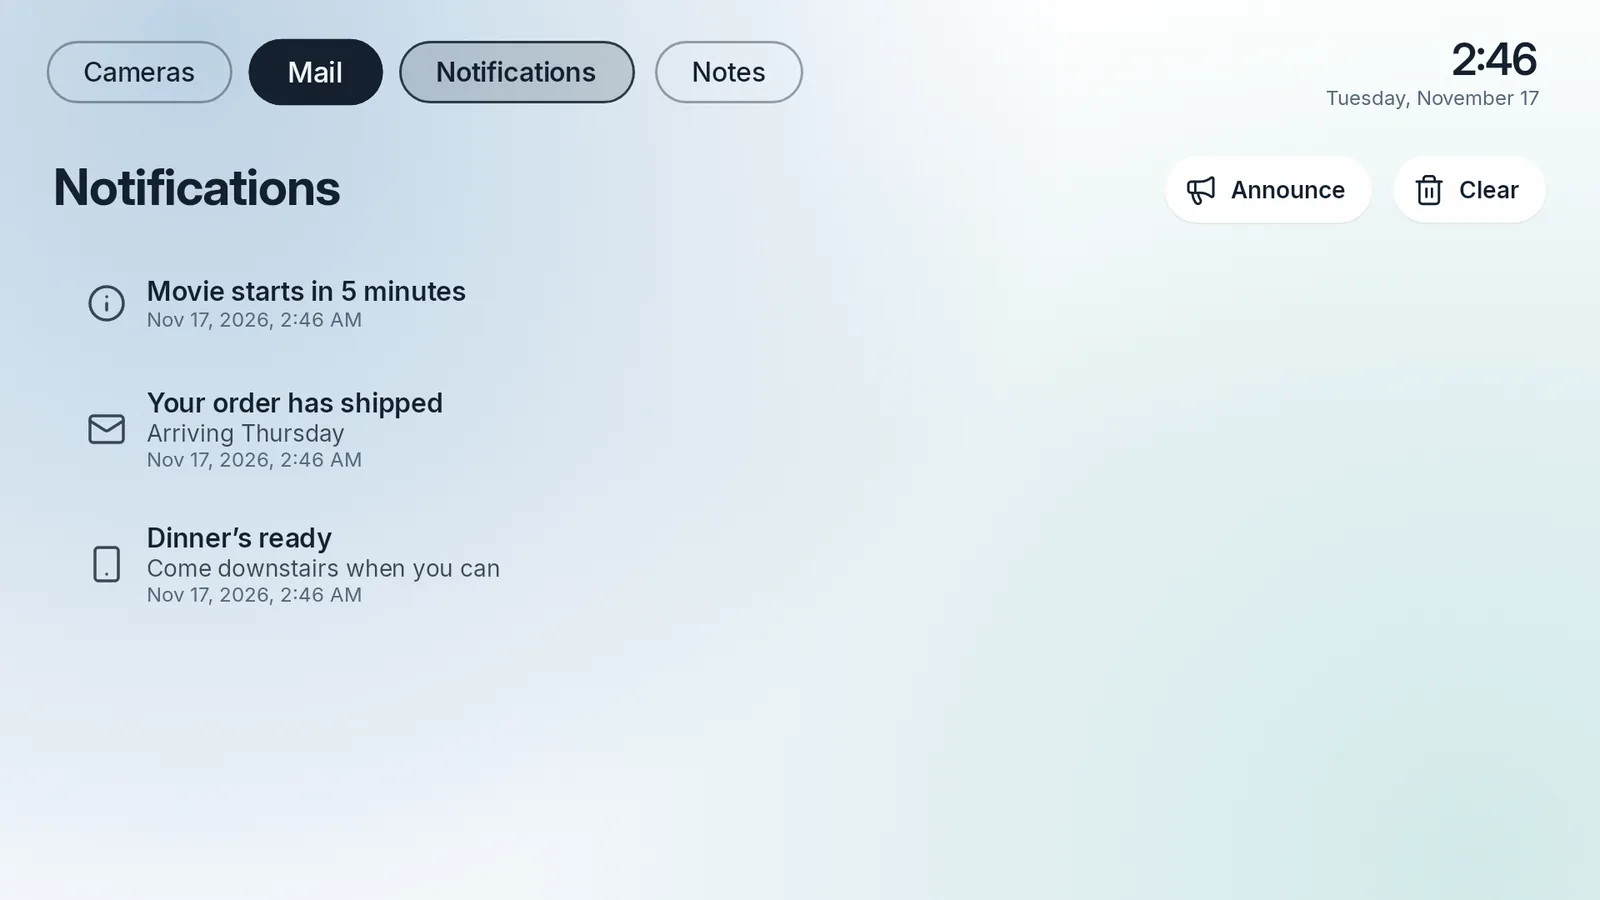 Cameras
Mail
Notifications
Notes
2:46
Tuesday, November 17
Notifications
Announce
Clear
Movie starts in 5 minutes
Nov 17, 2026, 2:46 AM
Your order has shipped
Arriving Thursday
Nov 17, 2026, 2:46 AM
Dinner’s ready
Come downstairs when you can
Nov 17, 2026, 2:46 AM